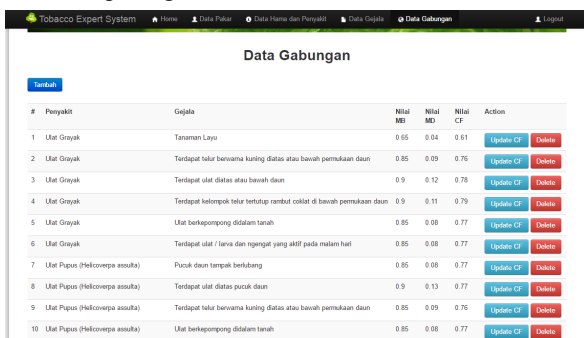 Tobacco Expert System Home Data Pakar Data Hama dan Penyakit Data Gejala Data Gabungan Logout
Data Gabungan
Tambah
# Penyakit Gejala Nilai MB Nilai MD Nilai CF Action
1 Ulat Grayak Tanaman Layu 0.65 0.04 0.61 Update CF Delete
2 Ulat Grayak Terdapat telur berwarna kuning diatas atau bawah permukaan daun 0.85 0.09 0.76 Update CF Delete
3 Ulat Grayak Terdapat ulat diatas atau bawah daun 0.9 0.12 0.78 Update CF Delete
4 Ulat Grayak Terdapat kelompok telur tertutup rambut coklat di bawah permukaan daun 0.9 0.11 0.79 Update CF Delete
5 Ulat Grayak Ulat berkepompong didalam tanah 0.85 0.08 0.77 Update CF Delete
6 Ulat Grayak Terdapat ulat / larva dan ngengat yang aktif pada malam hari 0.85 0.08 0.77 Update CF Delete
7 Ulat Pupus (Helicoverpa assulta) Pucuk daun tampak berlubang 0.85 0.08 0.77 Update CF Delete
8 Ulat Pupus (Helicoverpa assulta) Terdapat ulat diatas pucuk daun 0.9 0.13 0.77 Update CF Delete
9 Ulat Pupus (Helicoverpa assulta) Terdapat telur berwarna kuning diatas atau bawah permukaan daun 0.85 0.09 0.76 Update CF Delete
10 Ulat Pupus (Helicoverpa assulta) Ulat berkepompong didalam tanah 0.85 0.08 0.77 Update CF Delete